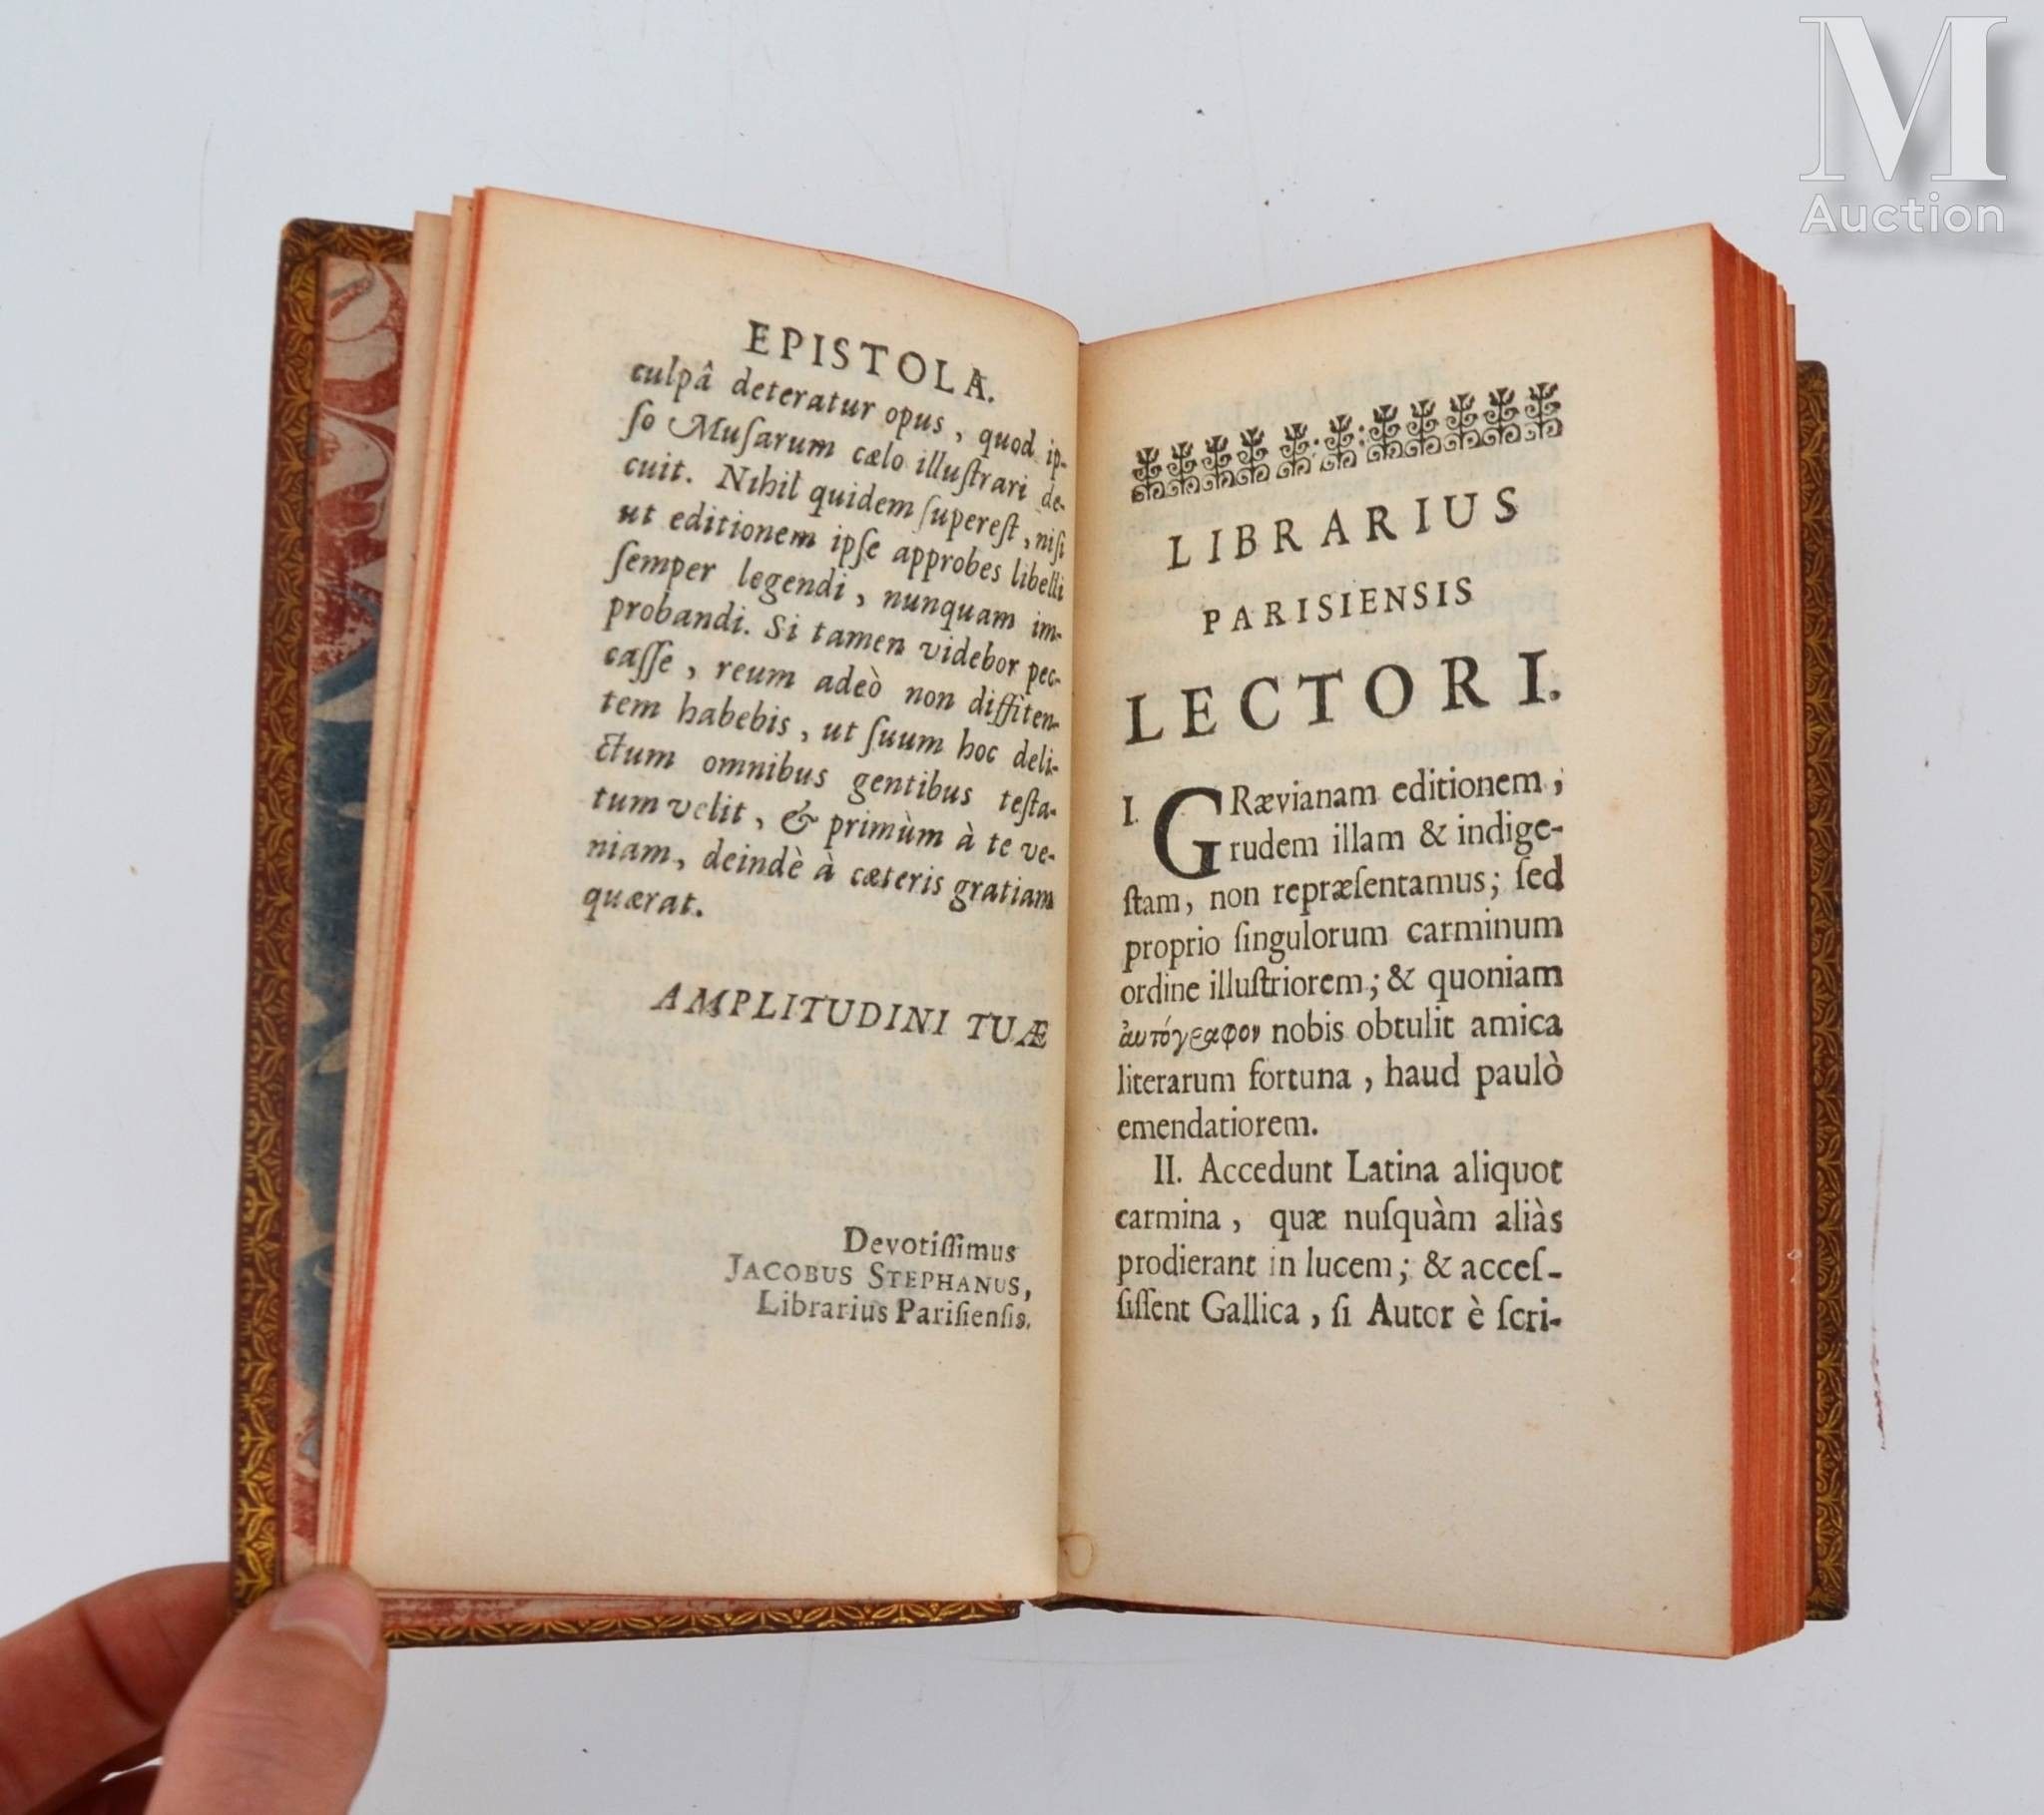 EPISTOLA.
culpâ deteratur opus, quod ip-
ſo Muſarum cælo illuſtrari de-
cuit. Nihil quidem ſupereſt, niſi
ut editionem ipſe approbes libelli
ſemper legendi, nunquam im-
probandi. Si tamen videbor pec-
caſſe, reum adeò non diffiten-
tem habebis, ut ſuum hoc deli-
ctum omnibus gentibus teſta-
tum velit, & primùm à te ve-
niam, deindè à cæteris gratiam
quærat.
AMPLITUDINI TUÆ
Devotiſſimus
JACOBUS STEPHANUS,
Librarius Pariſienſis.
LIBRARIUS
PARISIENSIS
LECTORI.
I. GRævianam editionem,
rudem illam & indige-
ſtam, non repræſentamus; ſed
proprio ſingulorum carminum
ordine illuſtriorem; & quoniam
ἀυτόγραφον nobis obtulit amica
literarum fortuna, haud paulò
emendatiorem.
II. Accedunt Latina aliquot
carmina, quæ nuſquàm aliàs
prodierant in lucem; & acceſ-
ſiſſent Gallica, ſi Autor è ſcri-
M
Auction